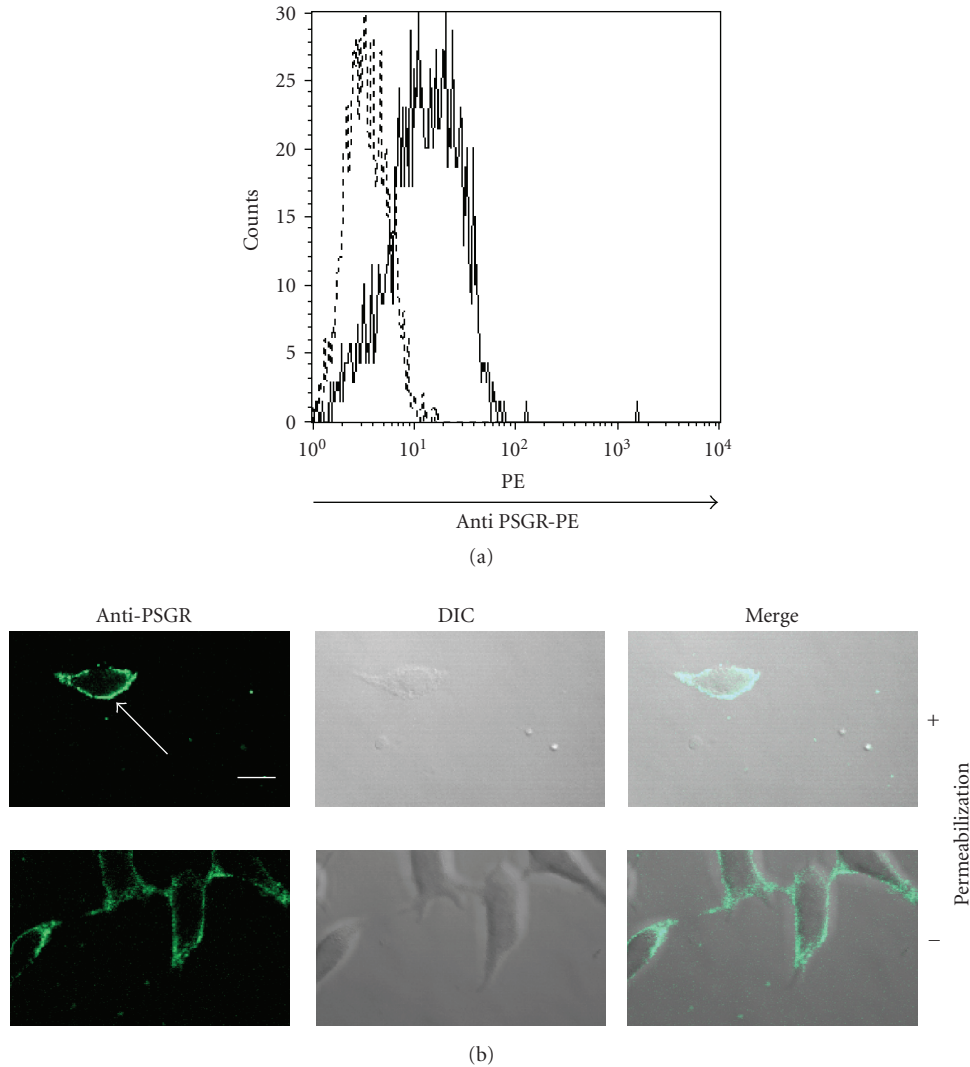 30
25
20
15
10
5
0
Counts
10⁰ 10¹ 10² 10³ 10⁴
PE
Anti PSGR-PE
(a)
Anti-PSGR DIC Merge
+
Permeabilization
−
(b)